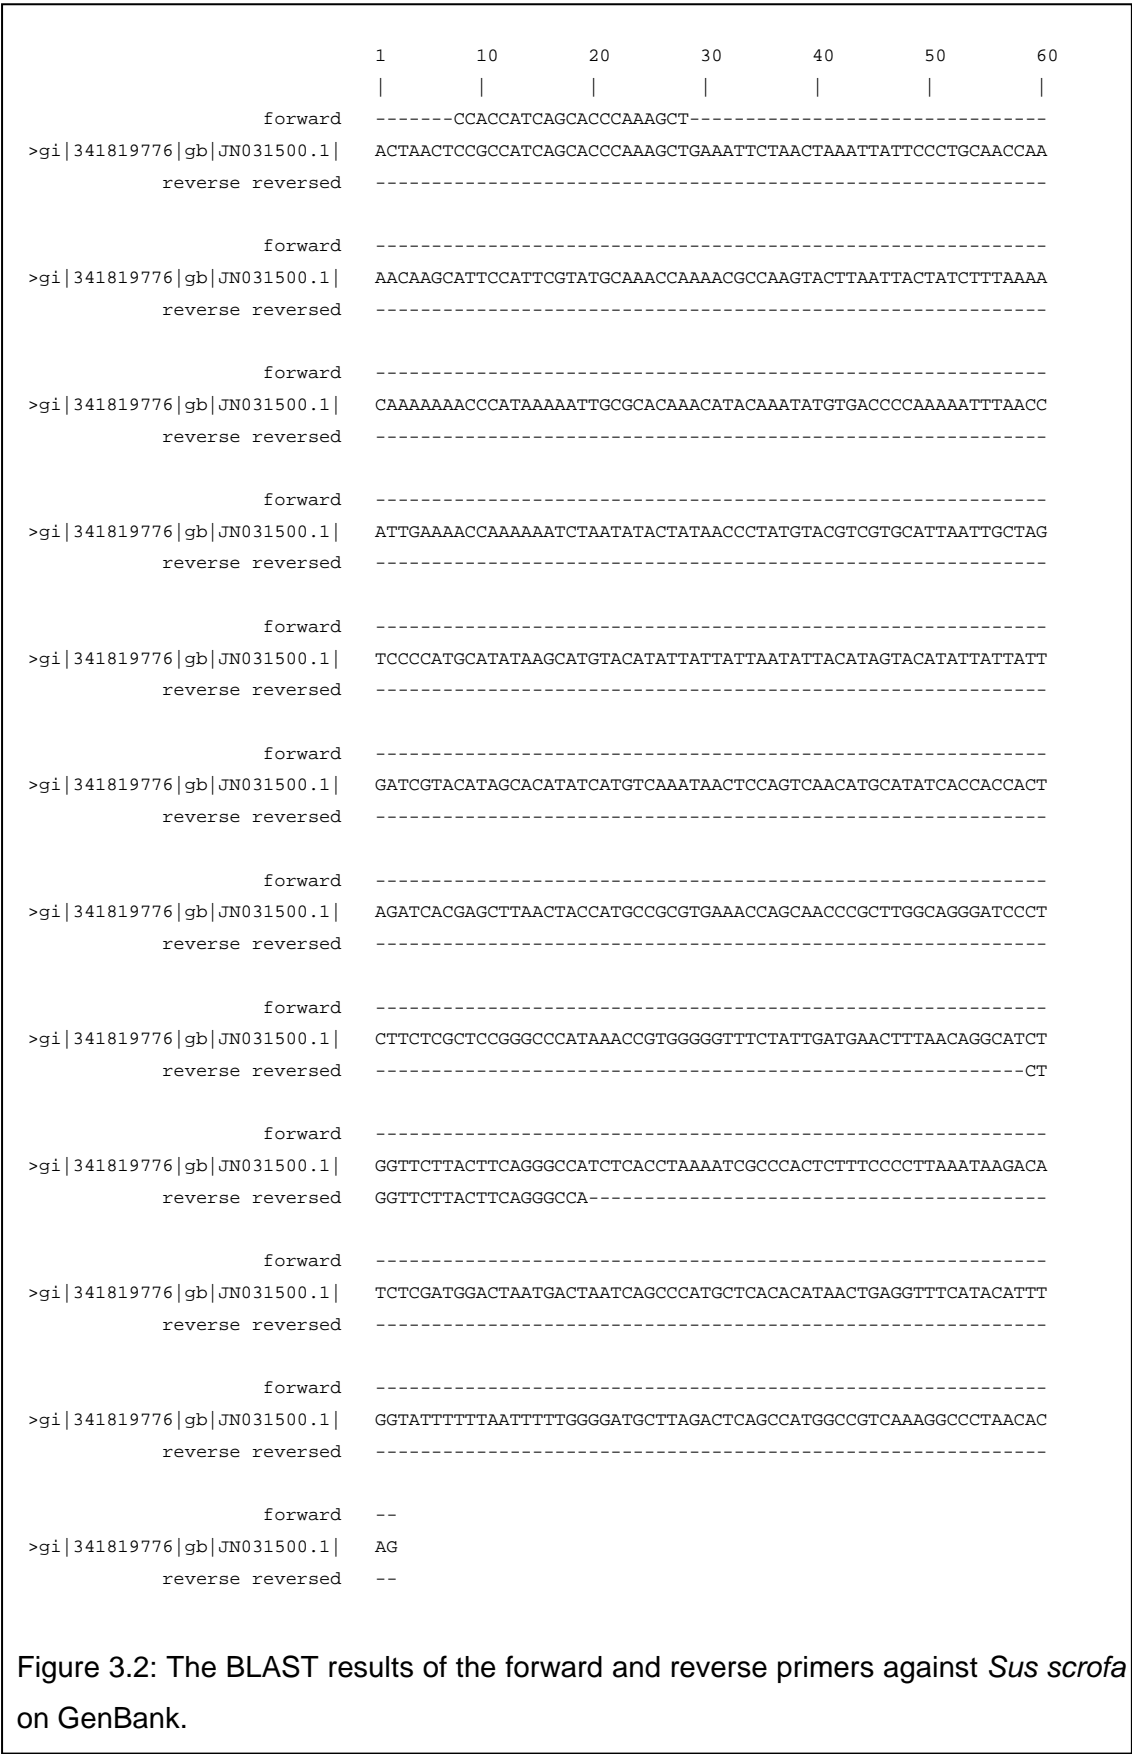 1 10 20 30 40 50 60
| | | | | | |
forward -------CCACCATCAGCACCCAAAGCT--------------------------------
>gi|341819776|gb|JN031500.1| ACTAACTCCGCCATCAGCACCCAAAGCTGAAATTCTAACTAAATTATTCCCTGCAACCAA
reverse reversed ------------------------------------------------------------
forward ------------------------------------------------------------
>gi|341819776|gb|JN031500.1| AACAAGCATTCCATTCGTATGCAAACCAAAACGCCAAGTACTTAATTACTATCTTTAAAA
reverse reversed ------------------------------------------------------------
forward ------------------------------------------------------------
>gi|341819776|gb|JN031500.1| CAAAAAAACCCATAAAAATTGCGCACAAACATACAAATATGTGACCCCAAAAATTTAACC
reverse reversed ------------------------------------------------------------
forward ------------------------------------------------------------
>gi|341819776|gb|JN031500.1| ATTGAAAACCAAAAAATCTAATATACTATAACCCTATGTACGTCGTGCATTAATTGCTAG
reverse reversed ------------------------------------------------------------
forward ------------------------------------------------------------
>gi|341819776|gb|JN031500.1| TCCCCATGCATATAAGCATGTACATATTATTATTAATATTACATAGTACATATTATTATT
reverse reversed ------------------------------------------------------------
forward ------------------------------------------------------------
>gi|341819776|gb|JN031500.1| GATCGTACATAGCACATATCATGTCAAATAACTCCAGTCAACATGCATATCACCACCACT
reverse reversed ------------------------------------------------------------
forward ------------------------------------------------------------
>gi|341819776|gb|JN031500.1| AGATCACGAGCTTAACTACCATGCCGCGTGAAACCAGCAACCCGCTTGGCAGGGATCCCT
reverse reversed ------------------------------------------------------------
forward ------------------------------------------------------------
>gi|341819776|gb|JN031500.1| CTTCTCGCTCCGGGCCCATAAACCGTGGGGGTTTCTATTGATGAACTTTAACAGGCATCT
reverse reversed ----------------------------------------------------------CT
forward ------------------------------------------------------------
>gi|341819776|gb|JN031500.1| GGTTCTTACTTCAGGGCCATCTCACCTAAAATCGCCCACTCTTTCCCCTTAAATAAGACA
reverse reversed GGTTCTTACTTCAGGGCCA-----------------------------------------
forward ------------------------------------------------------------
>gi|341819776|gb|JN031500.1| TCTCGATGGACTAATGACTAATCAGCCCATGCTCACACATAACTGAGGTTTCATACATTT
reverse reversed ------------------------------------------------------------
forward ------------------------------------------------------------
>gi|341819776|gb|JN031500.1| GGTATTTTTTAATTTTTGGGGATGCTTAGACTCAGCCATGGCCGTCAAAGGCCCTAACAC
reverse reversed ------------------------------------------------------------
forward --
>gi|341819776|gb|JN031500.1| AG
reverse reversed --
Figure 3.2: The BLAST results of the forward and reverse primers against Sus scrofa
on GenBank.